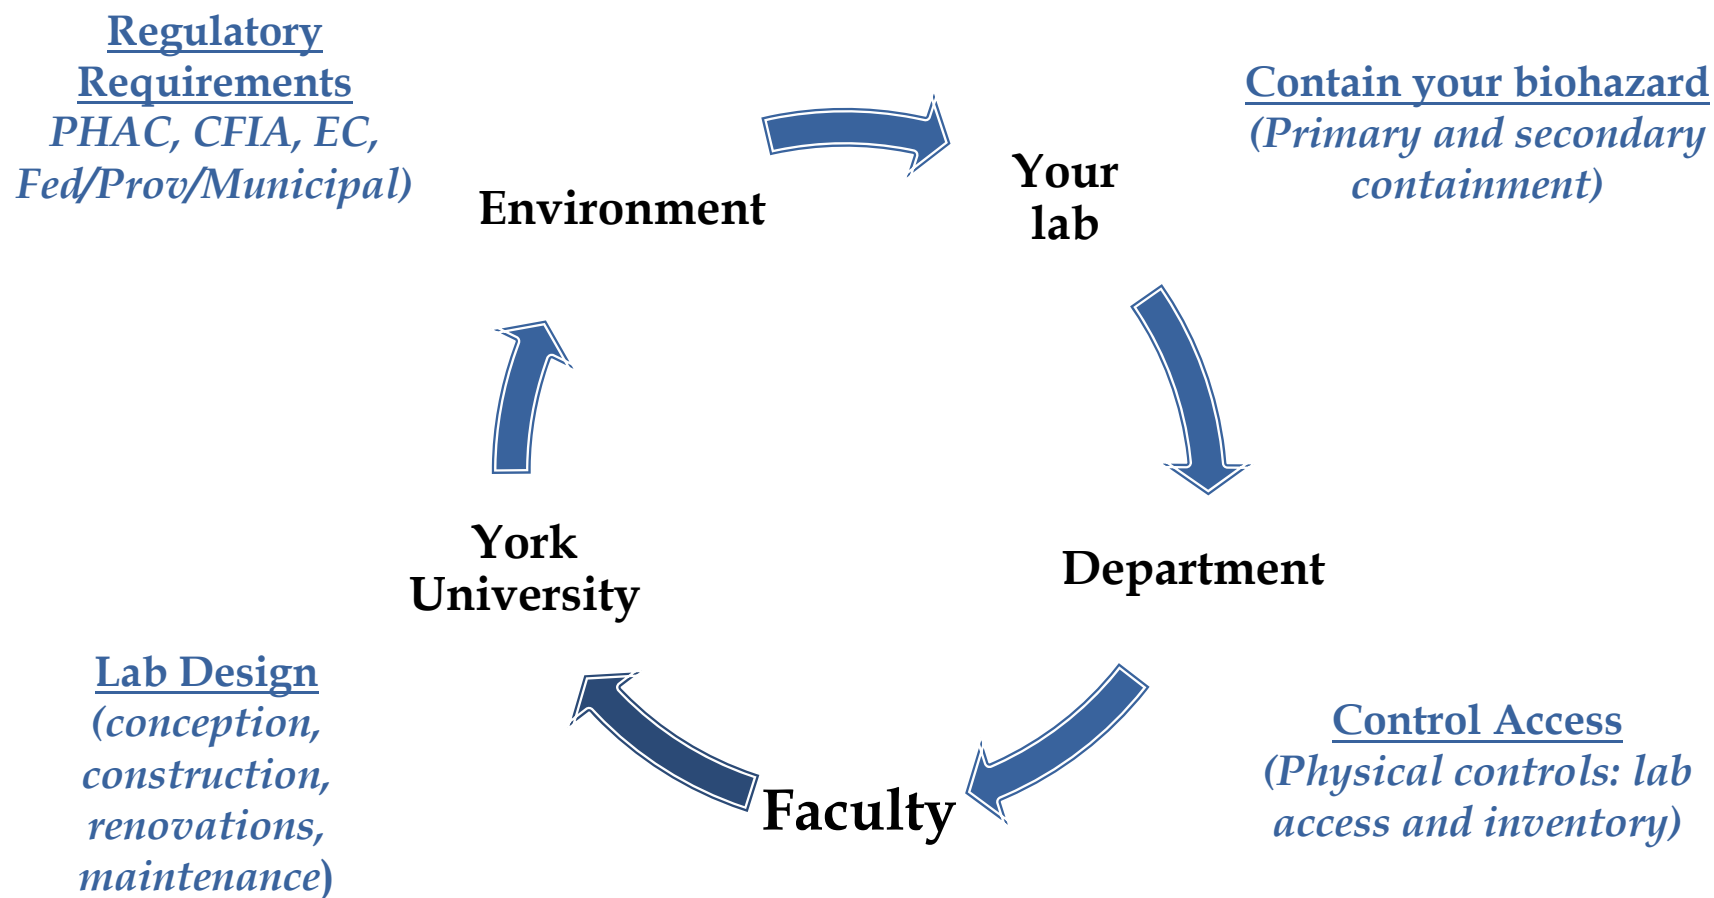 Regulatory
Requirements
PHAC, CFIA, EC,
Fed/Prov/Municipal)
Environment
Your
lab
Contain your biohazard
(Primary and secondary
containment)
York
University
Department
Faculty
Lab Design
(conception,
construction,
renovations,
maintenance)
Control Access
(Physical controls: lab
access and inventory)